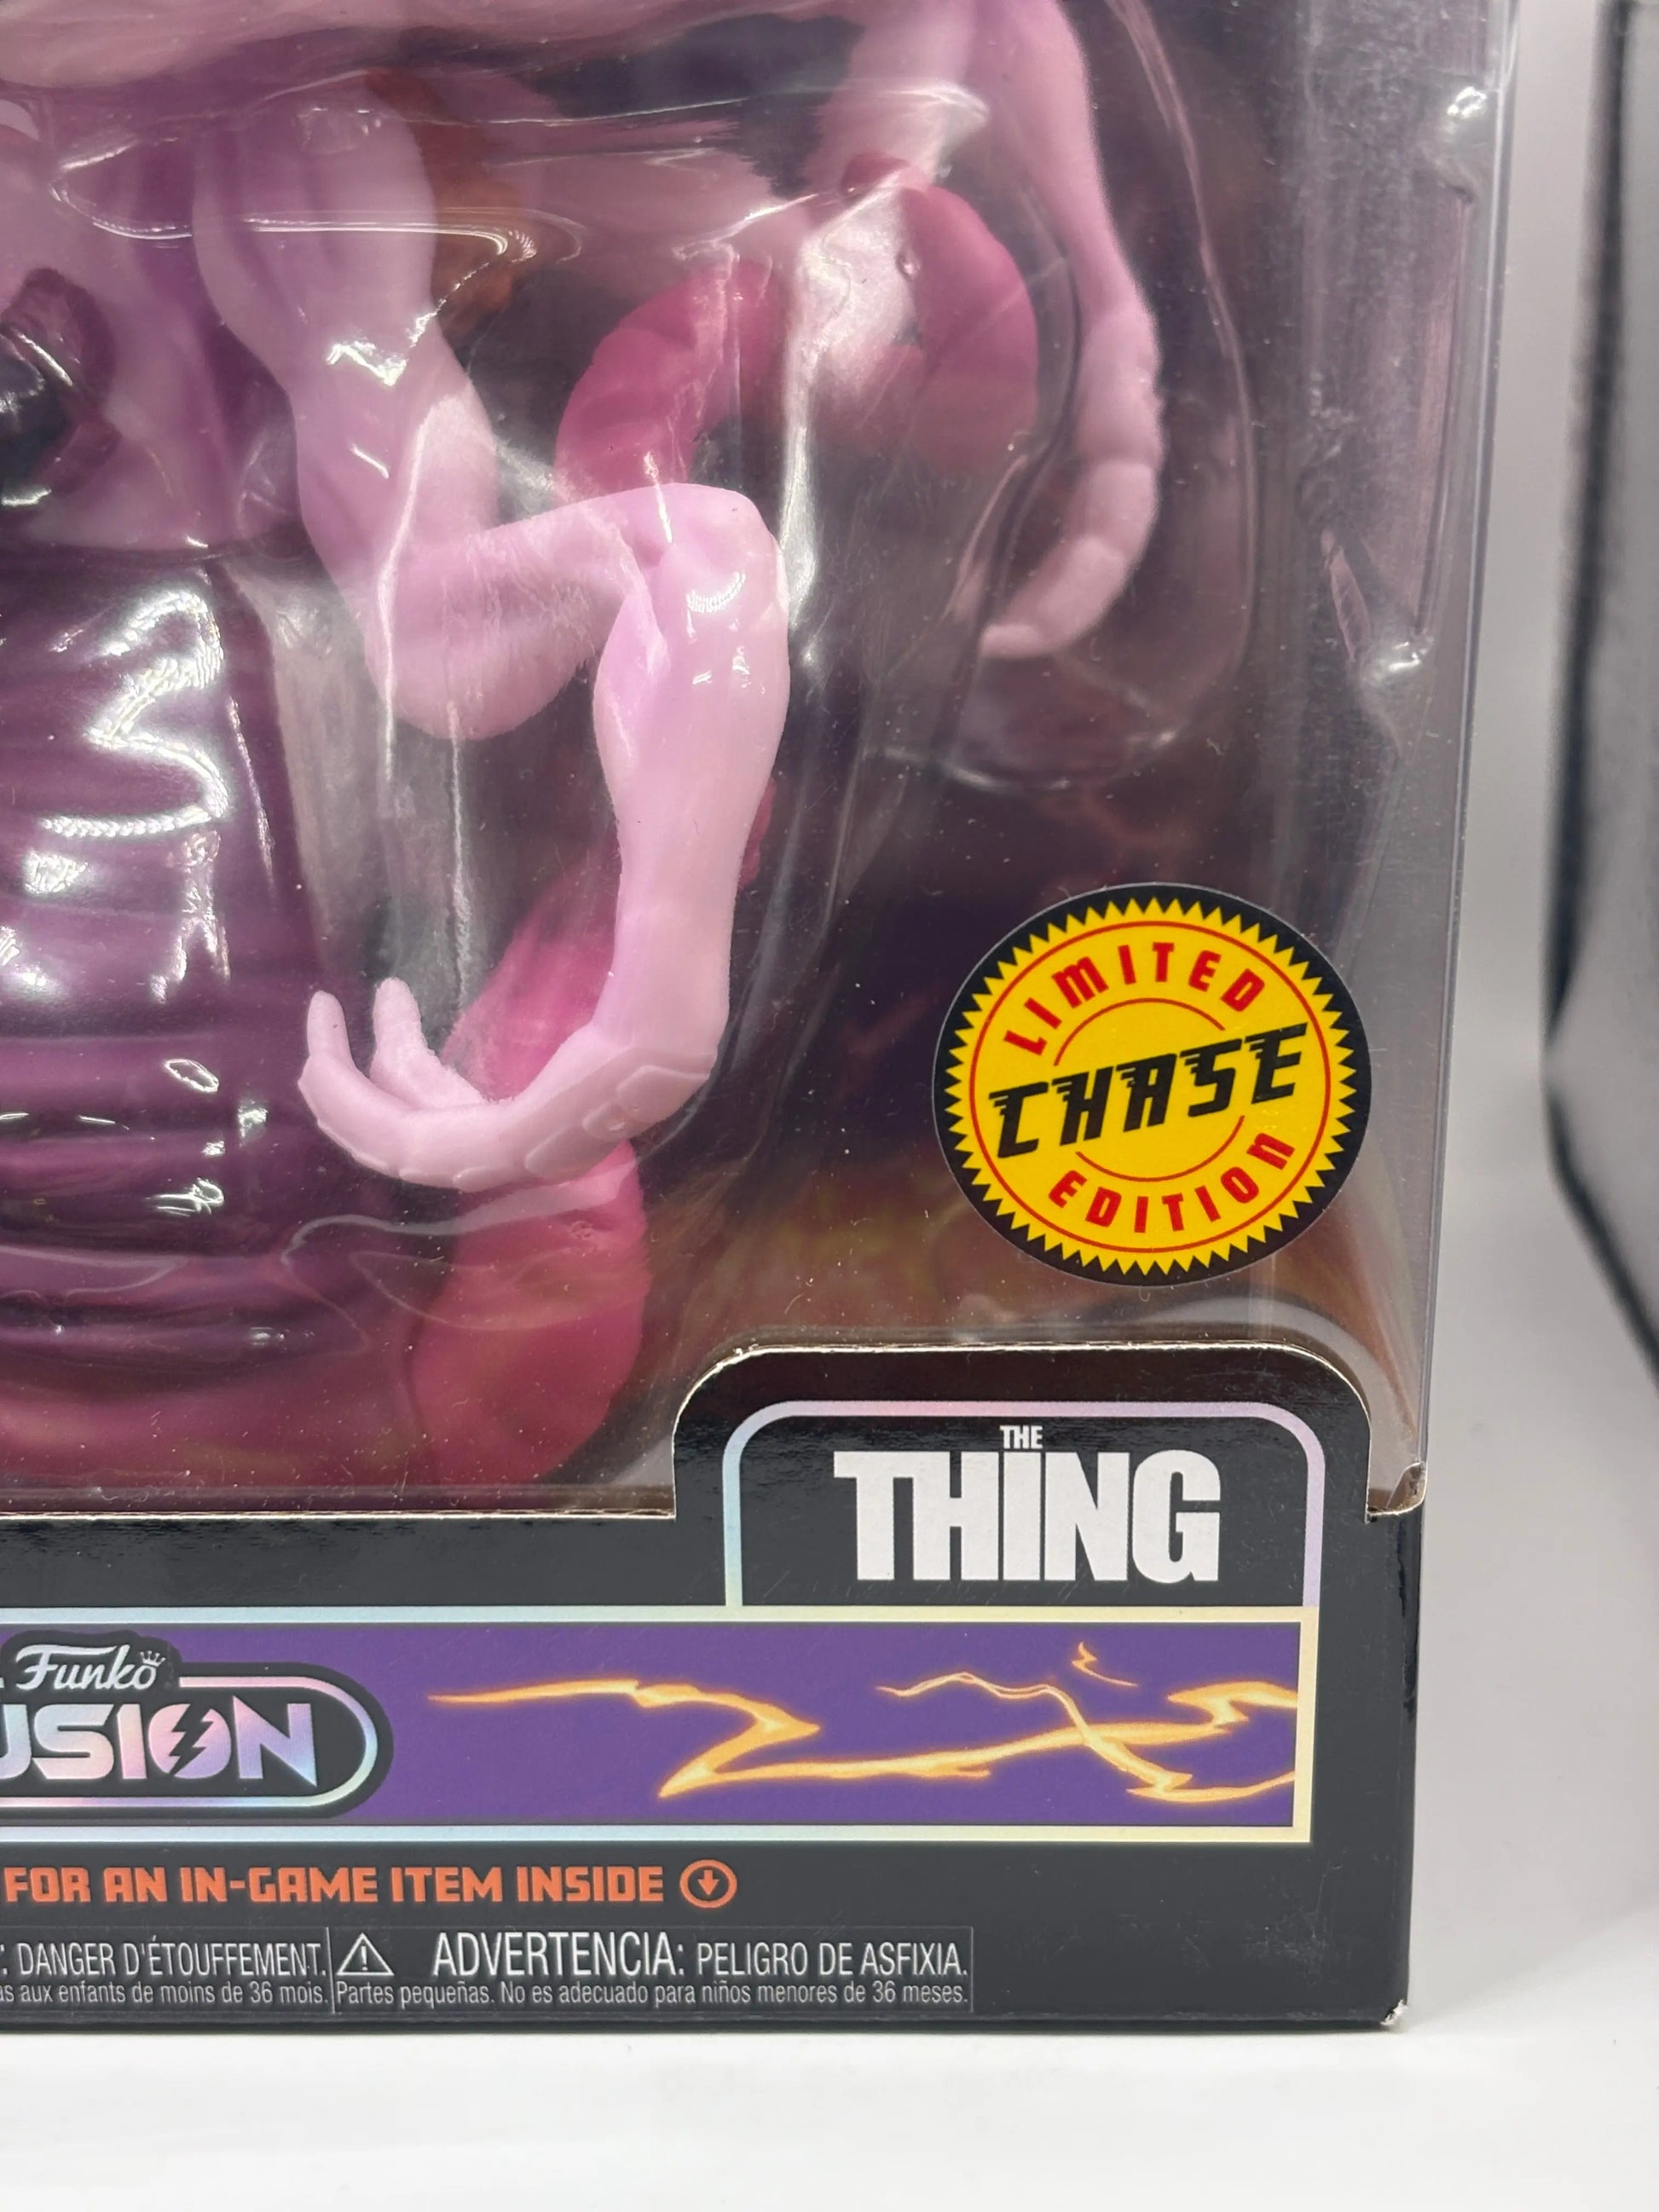 LIMITED
CHASE
EDITION
THE
THING
Funko
USION
FOR AN IN-GAME ITEM INSIDE
: DANGER D'ÉTOUFFEMENT.
as aux enfants de moins de 36 mois.
ADVERTENCIA: PELIGRO DE ASFIXIA.
Partes pequeñas. No es adecuado para niños menores de 36 meses.